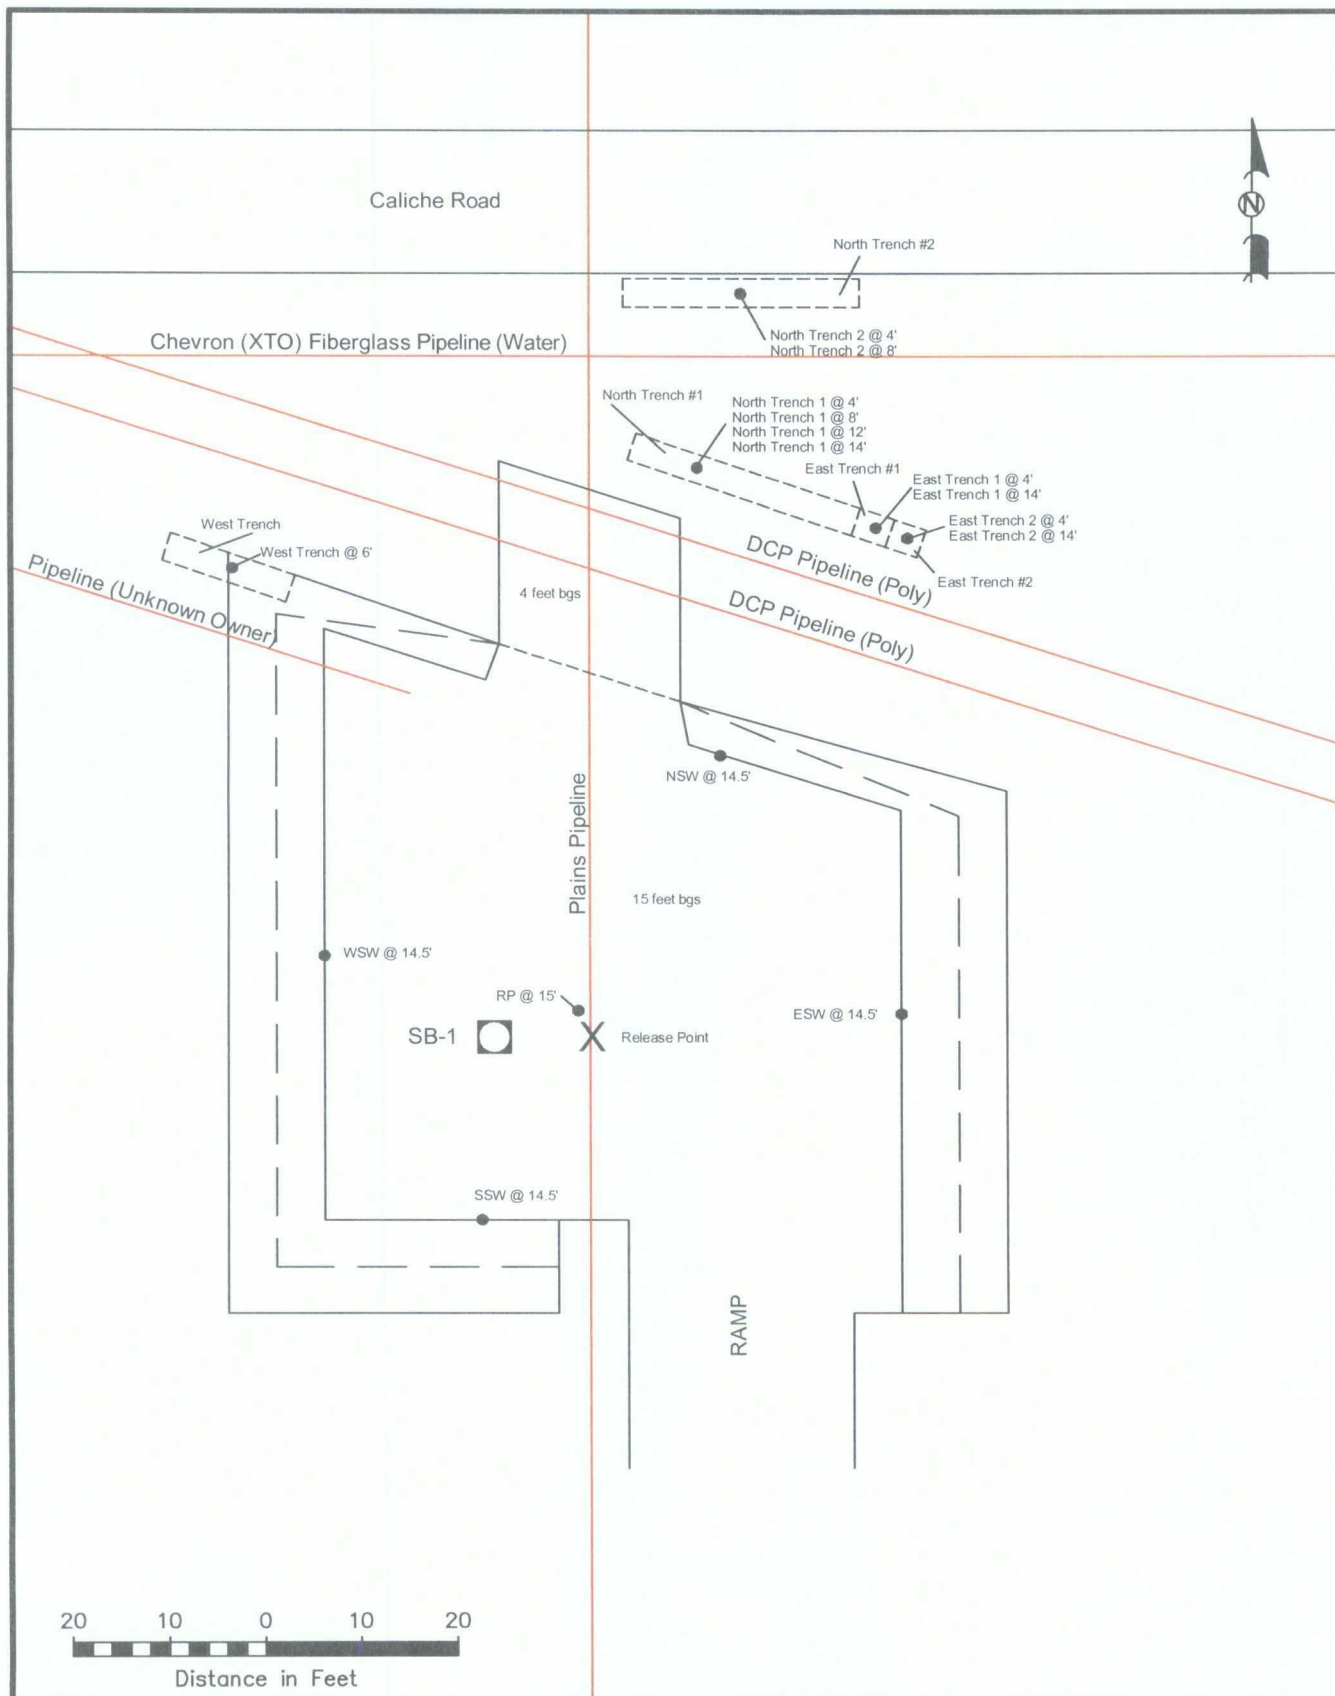 Caliche Road
N
North Trench #2
North Trench 2 @ 4'
North Trench 2 @ 8'
Chevron (XTO) Fiberglass Pipeline (Water)
North Trench #1
North Trench 1 @ 4'
North Trench 1 @ 8'
North Trench 1 @ 12'
North Trench 1 @ 14'
East Trench #1
East Trench 1 @ 4'
East Trench 1 @ 14'
East Trench 2 @ 4'
East Trench 2 @ 14'
East Trench #2
West Trench
West Trench @ 6'
Pipeline (Unknown Owner)
DCP Pipeline (Poly)
DCP Pipeline (Poly)
4 feet bgs
NSW @ 14.5'
Plains Pipeline
15 feet bgs
WSW @ 14.5'
RP @ 15'
ESW @ 14.5'
SB-1
X
Release Point
SSW @ 14.5'
RAMP
20 10 0 10 20
Distance in Feet